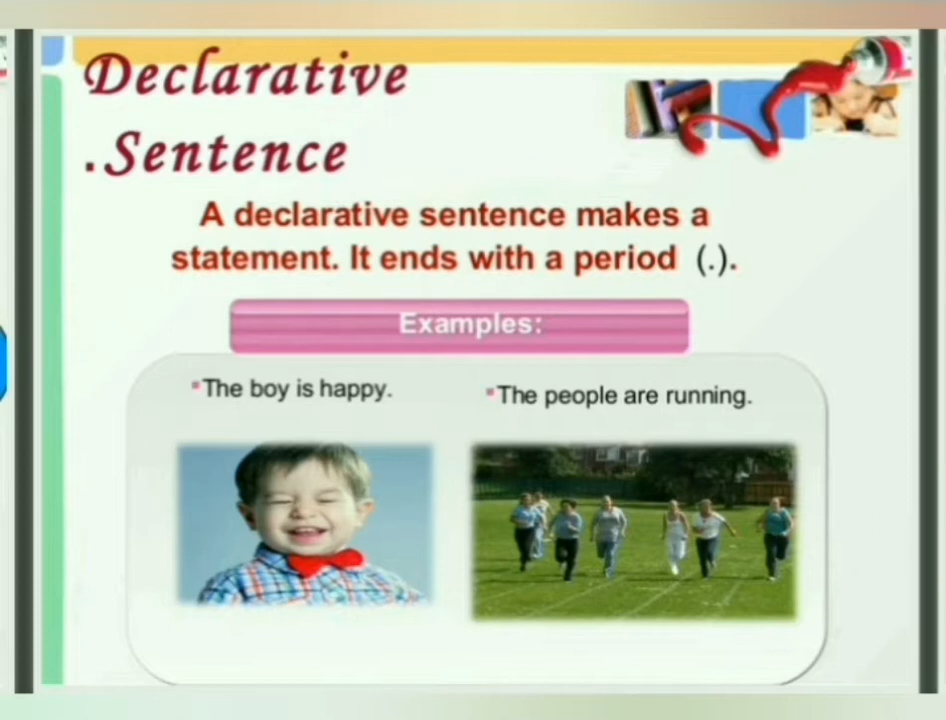 Declarative
.Sentence
A declarative sentence makes a
statement. It ends with a period (.).
Examples:
▪The boy is happy.
▪The people are running.